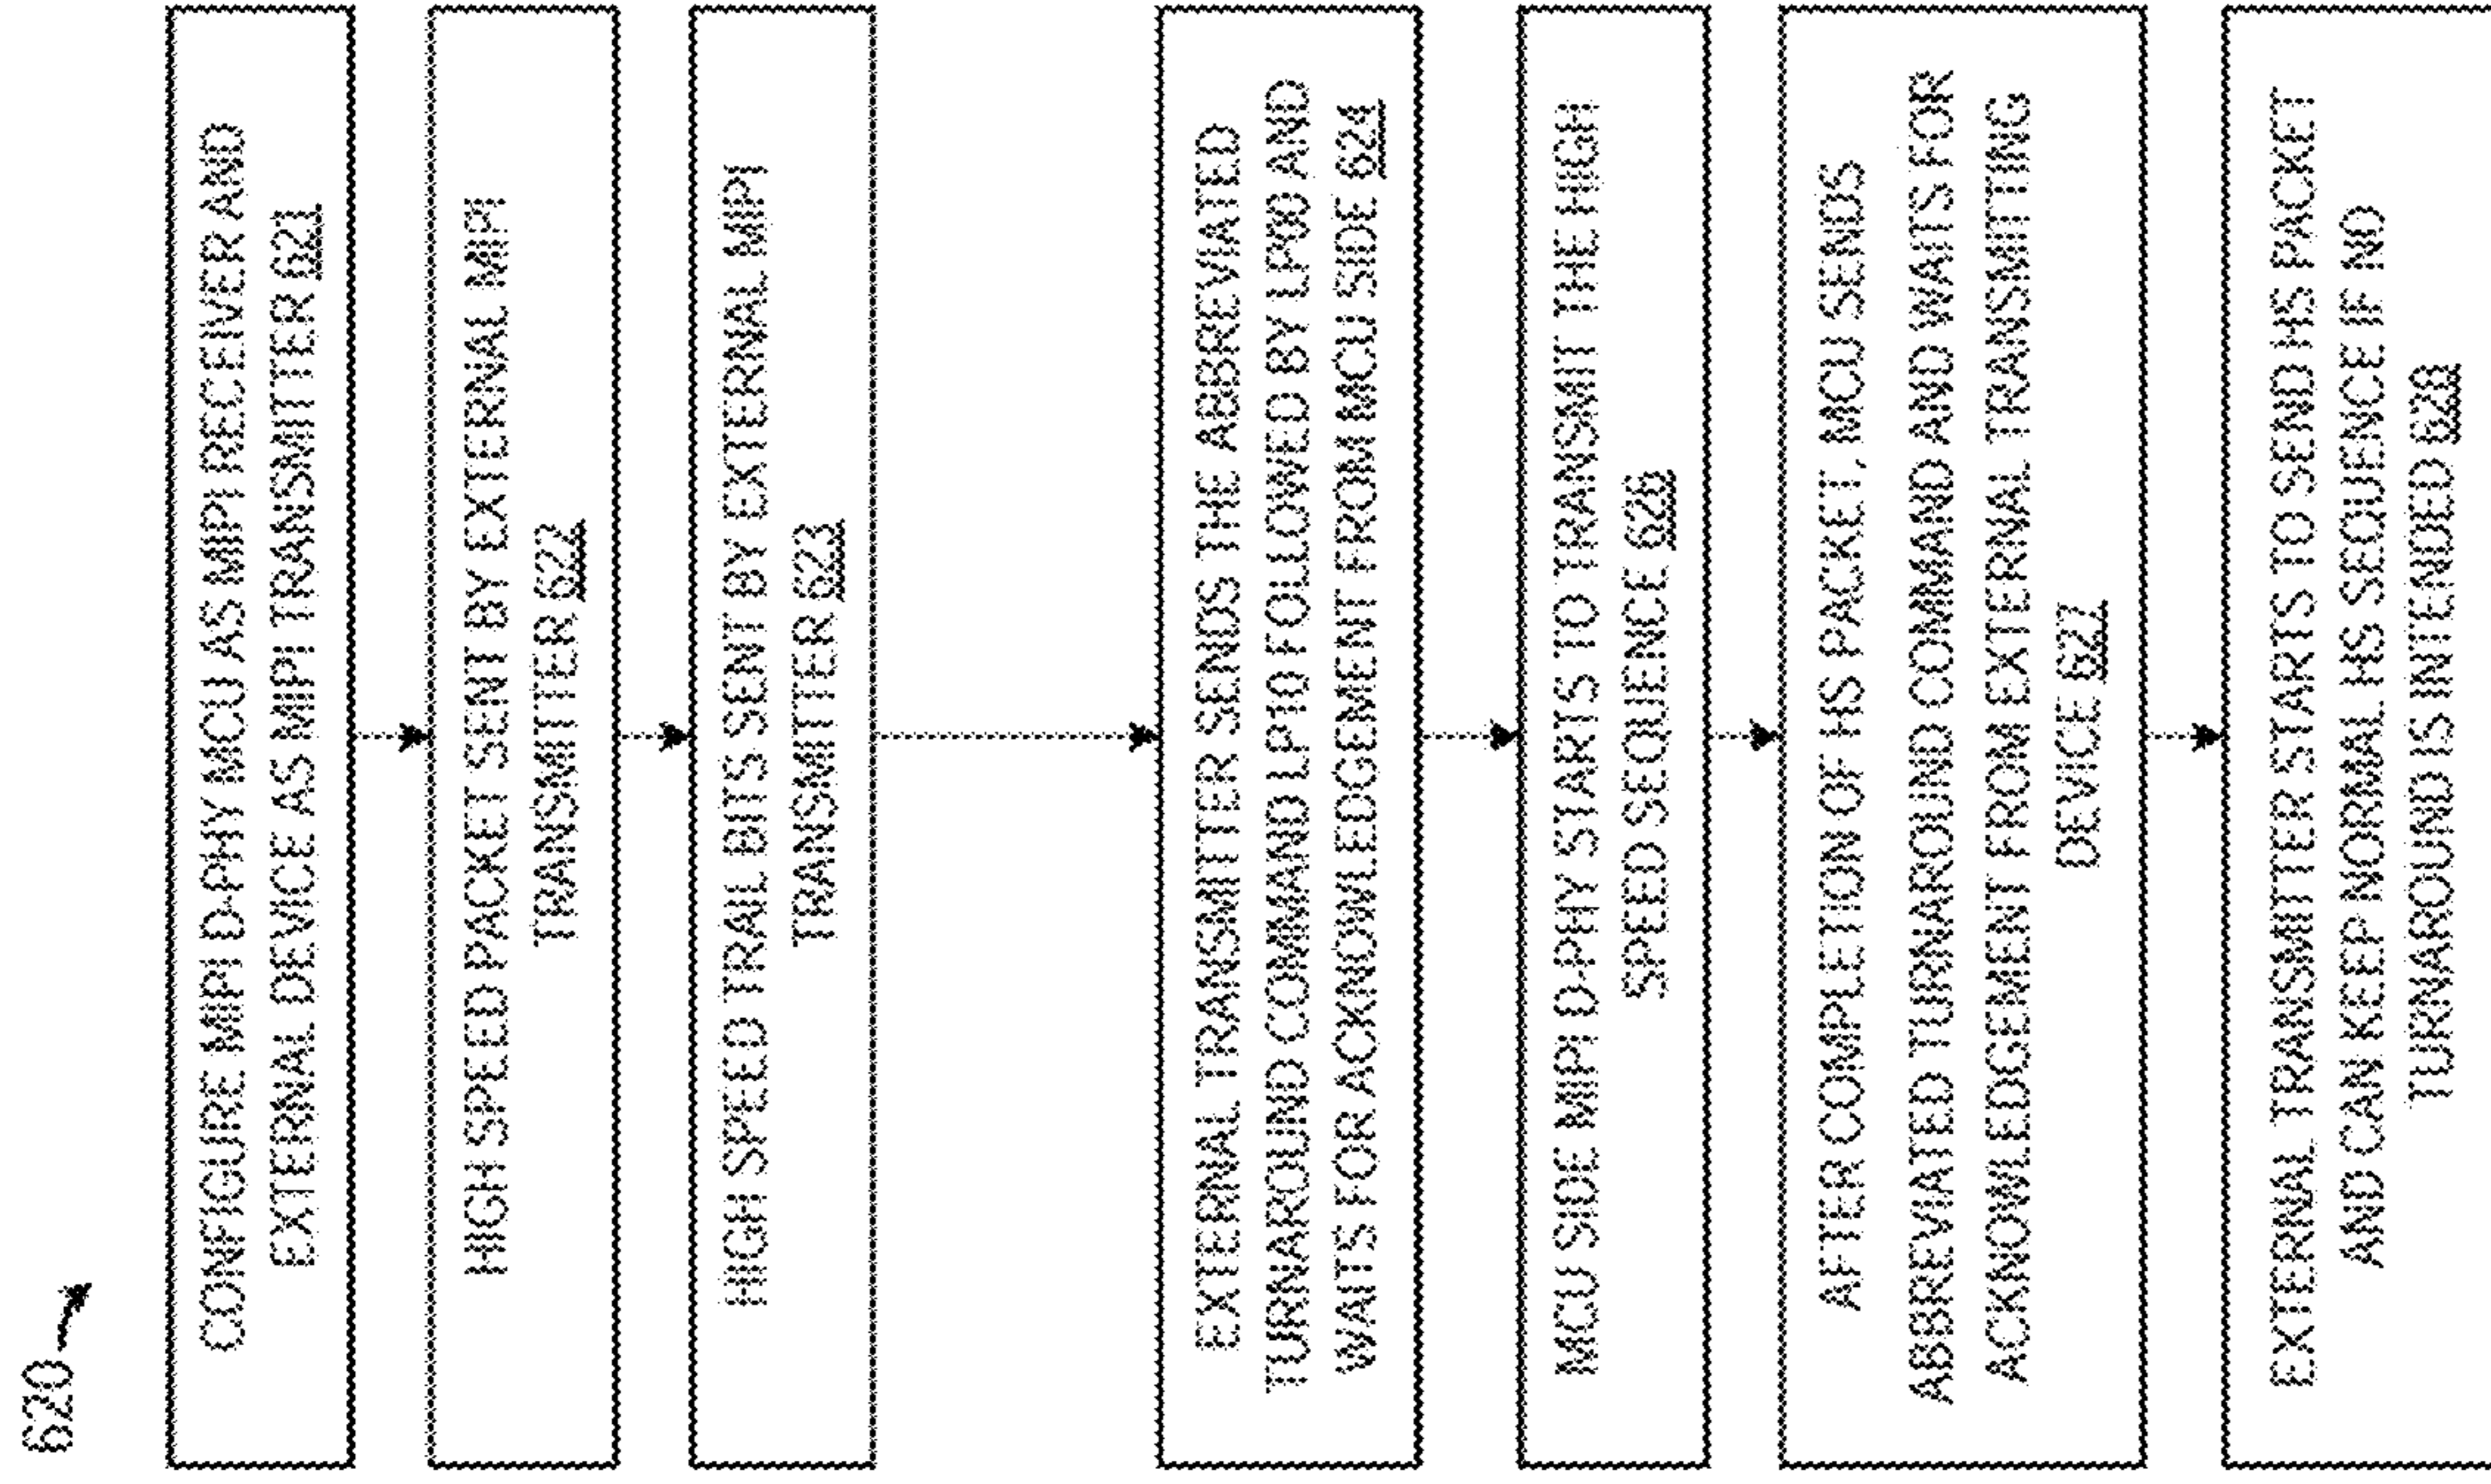 620
CONFIGURE MIPI D-PHY MCU AS MIPI RECEIVER AND
EXTERNAL DEVICE AS MIPI TRANSMITTER 621
HIGH SPEED PACKET SENT BY EXTERNAL MIPI
TRANSMITTER 622
HIGH SPEED TRAIL BITS SENT BY EXTERNAL MIPI
TRANSMITTER 623
EXTERNAL TRANSMITTER SENDS THE ABBREVIATED
TURNAROUND COMMAND LP10 FOLLOWED BY LP00 AND
WAITS FOR ACKNOWLEDGEMENT FROM MCU SIDE 624
MCU SIDE MIPI D-PHY STARTS TO TRANSMIT THE HIGH
SPEED SEQUENCE 626
AFTER COMPLETION OF HS PACKET, MCU SENDS
ABBREVIATED TURNAROUND COMMAND AND WAITS FOR
ACKNOWLEDGEMENT FROM EXTERNAL TRANSMITTING
DEVICE 627
EXTERNAL TRANSMITTER STARTS TO SEND HS PACKET
AND CAN KEEP NORMAL HS SEQUENCE IF NO
TURNAROUND IS INTENDED 628